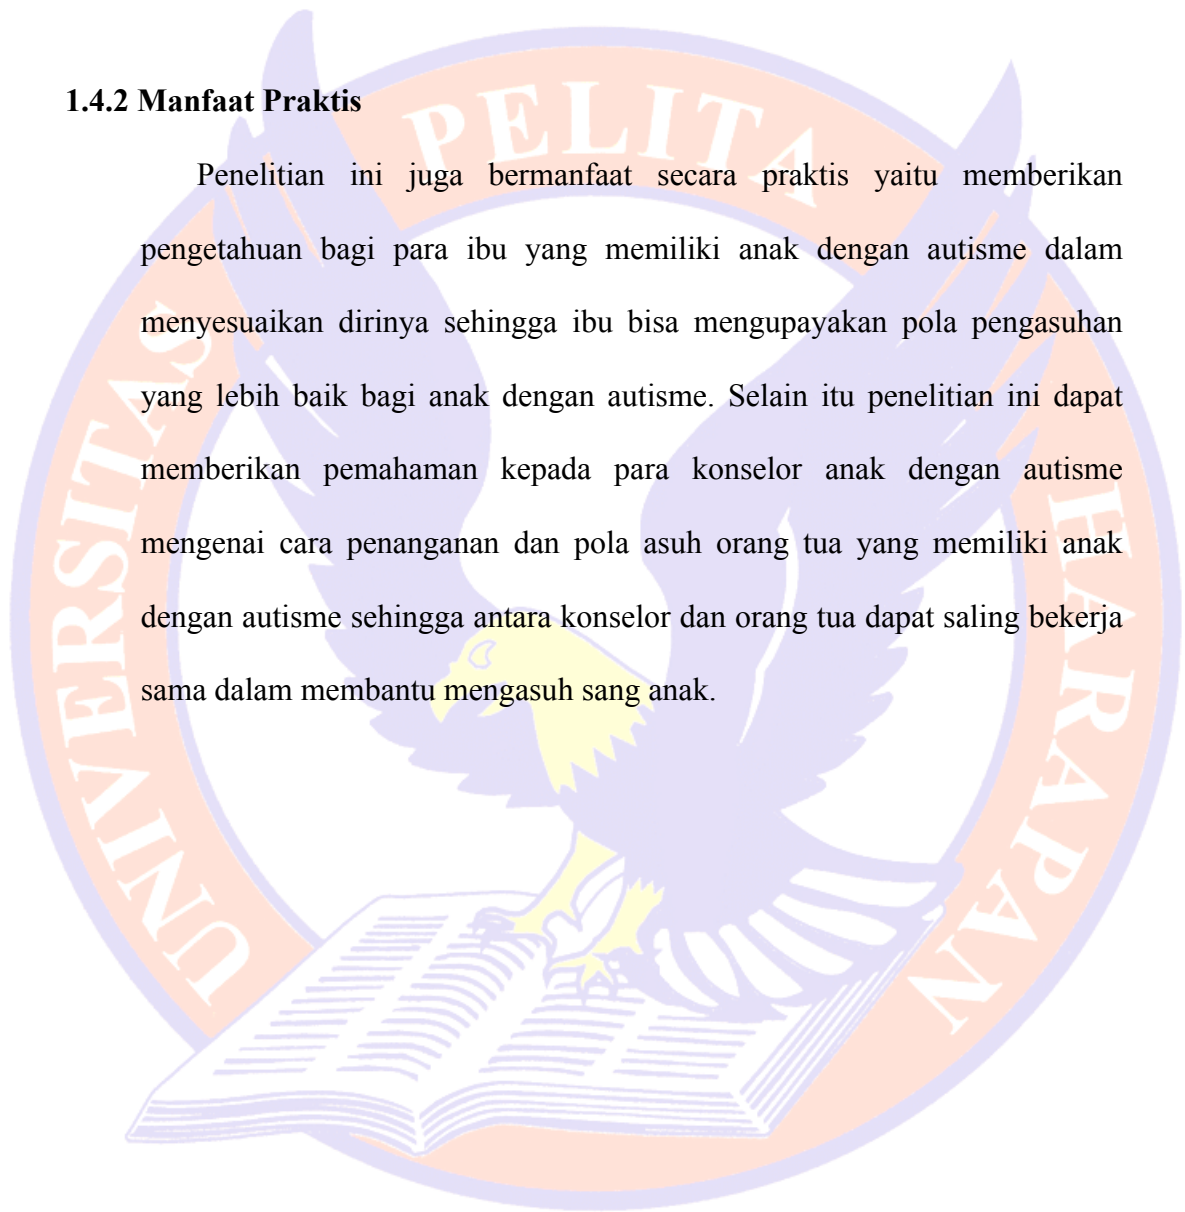 UNIVERSITAS PELITA HARAPAN
1.4.2 Manfaat Praktis
Penelitian ini juga bermanfaat secara praktis yaitu memberikan
pengetahuan bagi para ibu yang memiliki anak dengan autisme dalam
menyesuaikan dirinya sehingga ibu bisa mengupayakan pola pengasuhan
yang lebih baik bagi anak dengan autisme. Selain itu penelitian ini dapat
memberikan pemahaman kepada para konselor anak dengan autisme
mengenai cara penanganan dan pola asuh orang tua yang memiliki anak
dengan autisme sehingga antara konselor dan orang tua dapat saling bekerja
sama dalam membantu mengasuh sang anak.